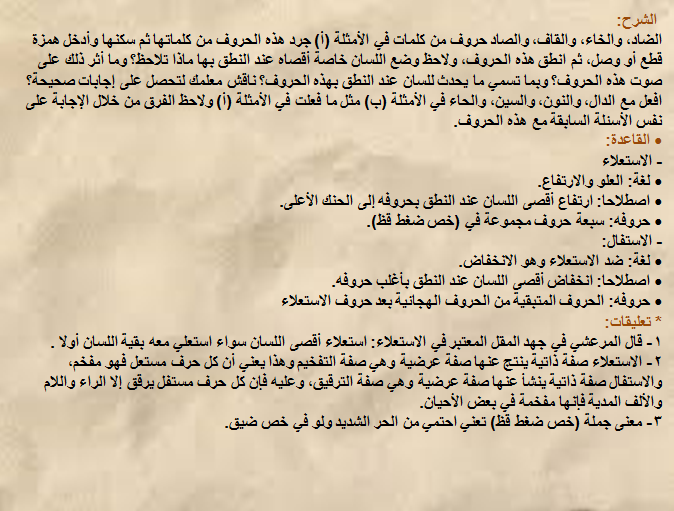 الشرح:
الضاد، والخاء، والقاف، والصاد حروف من كلمات في الأمثلة (أ) جرد هذه الحروف من كلماتها ثم سكنها وأدخل همزة
قطع أو وصل، ثم انطق هذه الحروف، ولاحظ وضع اللسان خاصة أقصاه عند النطق بها ماذا تلاحظ؟ وما أثر ذلك على
صوت هذه الحروف؟ وبما تسمي ما يحدث للسان عند النطق بهذه الحروف؟ ناقش معلمك لتحصل على إجابات صحيحة؟
افعل مع الدال، والنون، والسين، والحاء في الأمثلة (ب) مثل ما فعلت في الأمثلة (أ) ولاحظ الفرق من خلال الإجابة على
نفس الأسئلة السابقة مع هذه الحروف.
• القاعدة:
- الاستعلاء
• لغة: العلو والارتفاع.
• اصطلاحا: ارتفاع أقصى اللسان عند النطق بحروفه إلى الحنك الأعلى.
• حروفه: سبعة حروف مجموعة في (خص ضغط قظ).
- الاستفال:
• لغة: ضد الاستعلاء وهو الانخفاض.
• اصطلاحا: انخفاض أقصى اللسان عند النطق بأغلب حروفه.
• حروفه: الحروف المتبقية من الحروف الهجائية بعد حروف الاستعلاء
* تعليقات:
١- قال المرعشي في جهد المقل المعتبر في الاستعلاء: استعلاء أقصى اللسان سواء استعلي معه بقية اللسان أولا .
٢- الاستعلاء صفة ذاتية ينتج عنها صفة عرضية وهي صفة التفخيم وهذا يعني أن كل حرف مستعل فهو مفخم،
والاستفال صفة ذاتية ينشأ عنها صفة عرضية وهي صفة الترقيق، وعليه فإن كل حرف مستفل يرقق إلا الراء واللام
والألف المدية فإنها مفخمة في بعض الأحيان.
٣- معنى جملة (خص ضغط قظ) تعني احتمي من الحر الشديد ولو في خص ضيق.